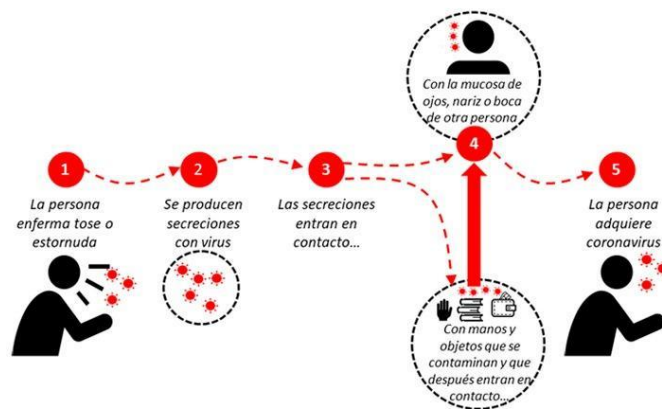 1
La persona
enferma tose o
estornuda
2
Se producen
secreciones
con virus
3
Las secreciones
entran en
contacto...
Con la mucosa de
ojos, nariz o boca
de otra persona
4
Con manos y
objetos que se
contaminan y que
después entran en
contacto...
5
La persona
adquiere
coronavirus